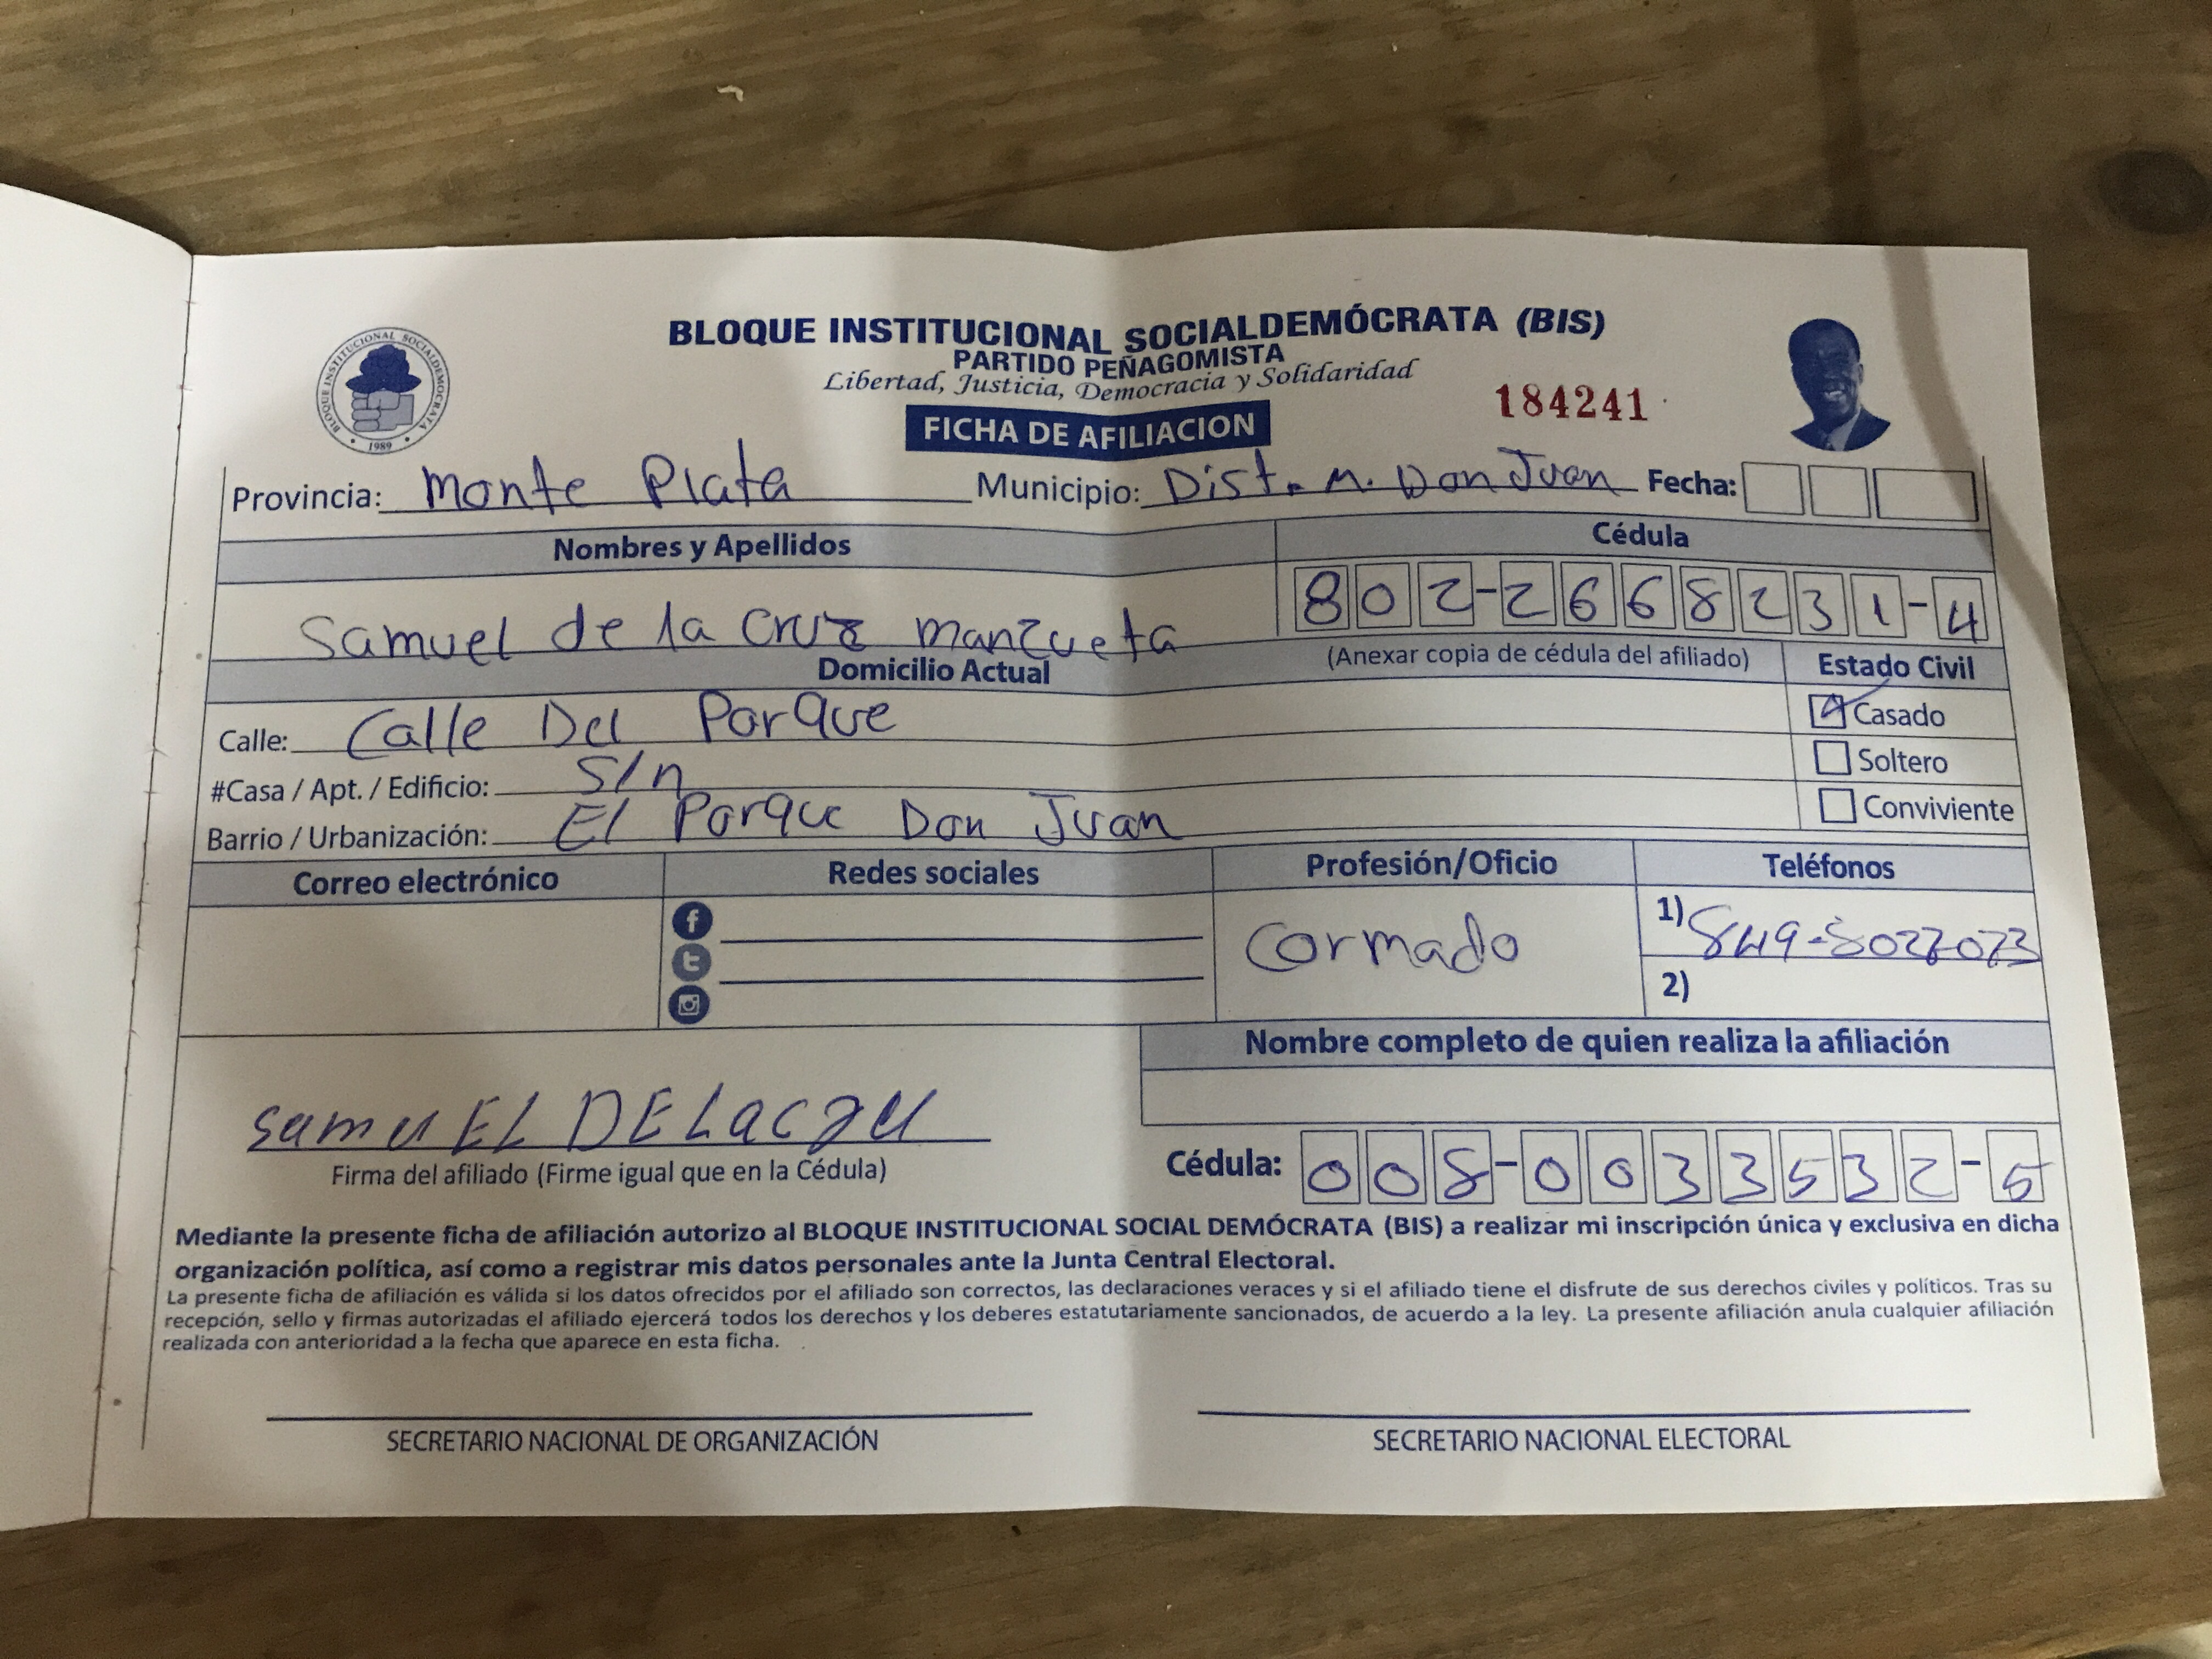 BLOQUE INSTITUCIONAL SOCIALDEMÓCRATA (BIS)
PARTIDO PEÑAGOMISTA
Libertad, Justicia, Democracia y Solidaridad
BLOQUE INSTITUCIONAL SOCIALDEMOCRATA
1989
184241
FICHA DE AFILIACION
Provincia: Monte Plata Municipio: Dist. M. Don Juan Fecha:
Nombres y Apellidos Cédula
Samuel de la Cruz Manzueta 802-2668231-4
(Anexar copia de cédula del afiliado) Estado Civil
Domicilio Actual
Calle: Calle Del Parque Casado
#Casa / Apt. / Edificio: S/n Soltero
Barrio / Urbanización: El Parque Don Juan Conviviente
Correo electrónico Redes sociales Profesión/Oficio Teléfonos
Cormado
1) 849-8027073
2)
Nombre completo de quien realiza la afiliación
samuEL DELACZU
Firma del afiliado (Firme igual que en la Cédula)
Cédula: 008-0033532-5
Mediante la presente ficha de afiliación autorizo al BLOQUE INSTITUCIONAL SOCIAL DEMÓCRATA (BIS) a realizar mi inscripción única y exclusiva en dicha
organización política, así como a registrar mis datos personales ante la Junta Central Electoral.
La presente ficha de afiliación es válida si los datos ofrecidos por el afiliado son correctos, las declaraciones veraces y si el afiliado tiene el disfrute de sus derechos civiles y políticos. Tras su
recepción, sello y firmas autorizadas el afiliado ejercerá todos los derechos y los deberes estatutariamente sancionados, de acuerdo a la ley. La presente afiliación anula cualquier afiliación
realizada con anterioridad a la fecha que aparece en esta ficha.
SECRETARIO NACIONAL DE ORGANIZACIÓN SECRETARIO NACIONAL ELECTORAL